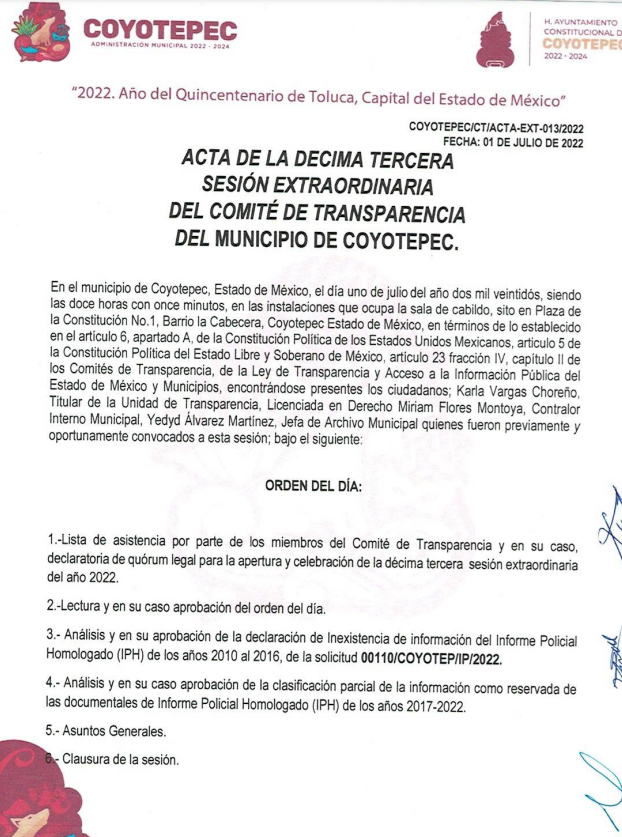 COYOTEPEC
ADMINISTRACIÓN MUNICIPAL 2022 - 2024
H. AYUNTAMIENTO
CONSTITUCIONAL D
COYOTEPEC
2022 - 2024
"2022. Año del Quincentenario de Toluca, Capital del Estado de México"
COYOTEPEC/CT/ACTA-EXT-013/2022
FECHA: 01 DE JULIO DE 2022
ACTA DE LA DECIMA TERCERA
SESIÓN EXTRAORDINARIA
DEL COMITÉ DE TRANSPARENCIA
DEL MUNICIPIO DE COYOTEPEC.
En el municipio de Coyotepec, Estado de México, el día uno de julio del año dos mil veintidós, siendo
las doce horas con once minutos, en las instalaciones que ocupa la sala de cabildo, sito en Plaza de
la Constitución No.1, Barrio la Cabecera, Coyotepec Estado de México, en términos de lo establecido
en el artículo 6, apartado A, de la Constitución Política de los Estados Unidos Mexicanos, articulo 5 de
la Constitución Política del Estado Libre y Soberano de México, artículo 23 fracción IV, capítulo II de
los Comités de Transparencia, de la Ley de Transparencia y Acceso a la Información Pública del
Estado de México y Municipios, encontrándose presentes los ciudadanos; Karla Vargas Choreño,
Titular de la Unidad de Transparencia, Licenciada en Derecho Miriam Flores Montoya, Contralor
Interno Municipal, Yedyd Álvarez Martínez, Jefa de Archivo Municipal quienes fueron previamente y
oportunamente convocados a esta sesión; bajo el siguiente:
ORDEN DEL DÍA:
1.-Lista de asistencia por parte de los miembros del Comité de Transparencia y en su caso,
declaratoria de quórum legal para la apertura y celebración de la décima tercera sesión extraordinaria
del año 2022.
2.-Lectura y en su caso aprobación del orden del día.
3.- Análisis y en su aprobación de la declaración de Inexistencia de información del Informe Policial
Homologado (IPH) de los años 2010 al 2016, de la solicitud 00110/COYOTEP/IP/2022.
4.- Análisis y en su caso aprobación de la clasificación parcial de la información como reservada de
las documentales de Informe Policial Homologado (IPH) de los años 2017-2022.
5.- Asuntos Generales.
6.- Clausura de la sesión.